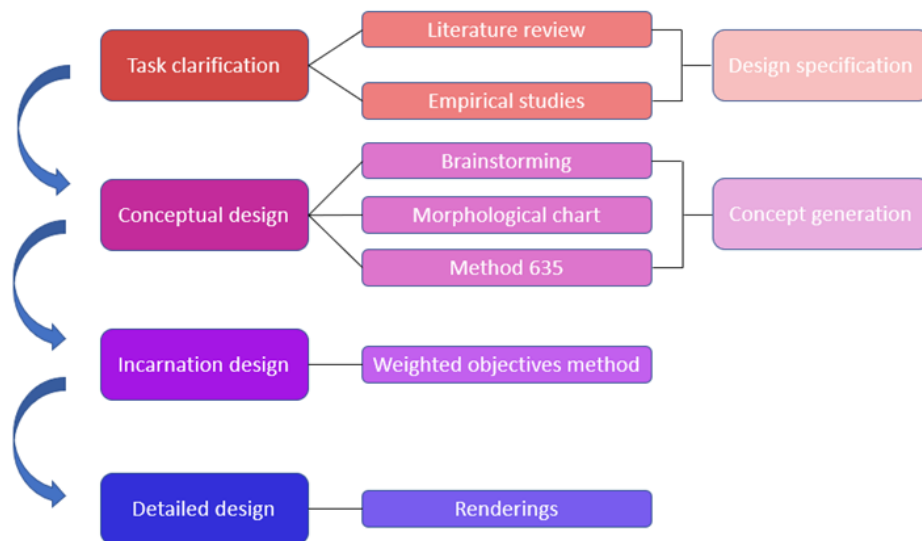 Task clarification
Literature review
Empirical studies
Design specification
Conceptual design
Brainstorming
Morphological chart
Method 635
Concept generation
Incarnation design
Weighted objectives method
Detailed design
Renderings